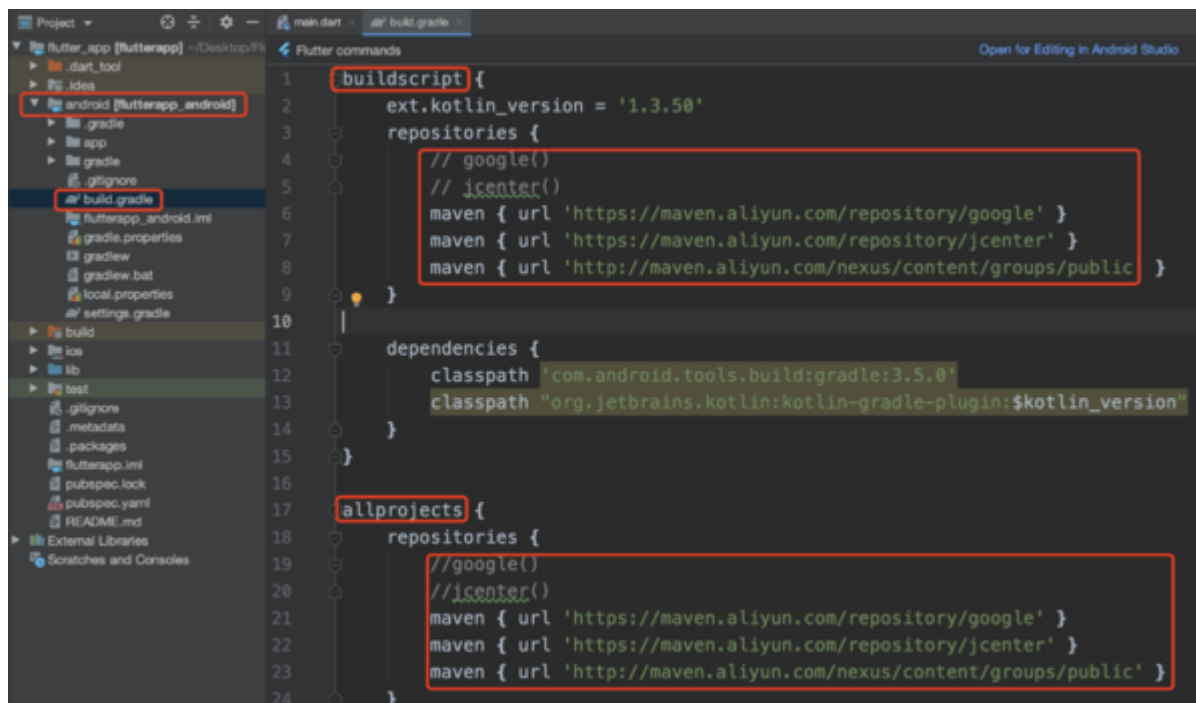 Project
main.dart
build.gradle
flutter_app [flutterapp] ~/Desktop/Flu
.dart_tool
.idea
android [flutterapp_android]
.gradle
app
gradle
.gitignore
build.gradle
flutterapp_android.iml
gradle.properties
gradlew
gradlew.bat
local.properties
settings.gradle
build
ios
lib
test
.gitignore
.metadata
.packages
flutterapp.iml
pubspec.lock
pubspec.yaml
README.md
External Libraries
Scratches and Consoles
Flutter commands
Open for Editing in Android Studio
1 buildscript {
2 ext.kotlin_version = '1.3.50'
3 repositories {
4 // google()
5 // jcenter()
6 maven { url 'https://maven.aliyun.com/repository/google' }
7 maven { url 'https://maven.aliyun.com/repository/jcenter' }
8 maven { url 'http://maven.aliyun.com/nexus/content/groups/public' }
9 }
10
11 dependencies {
12 classpath 'com.android.tools.build:gradle:3.5.0'
13 classpath "org.jetbrains.kotlin:kotlin-gradle-plugin:$kotlin_version"
14 }
15 }
16
17 allprojects {
18 repositories {
19 //google()
20 //jcenter()
21 maven { url 'https://maven.aliyun.com/repository/google' }
22 maven { url 'https://maven.aliyun.com/repository/jcenter' }
23 maven { url 'http://maven.aliyun.com/nexus/content/groups/public' }
24 }